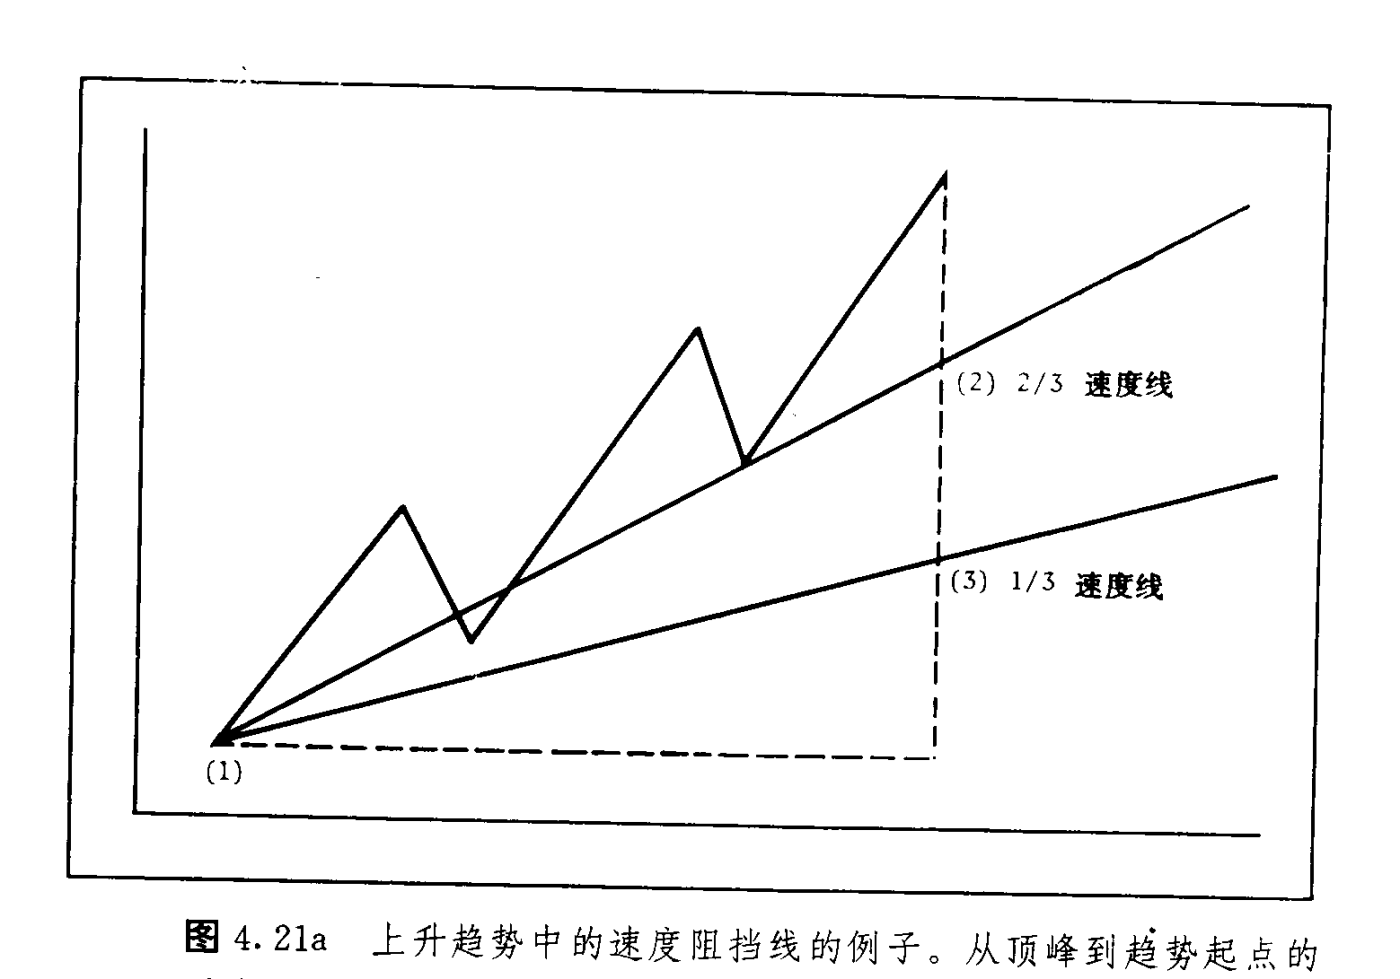 (2) 2/3 速度线
(3) 1/3 速度线
(1)
图 4.21a 上升趋势中的速度阻挡线的例子。从顶峰到趋势起点的